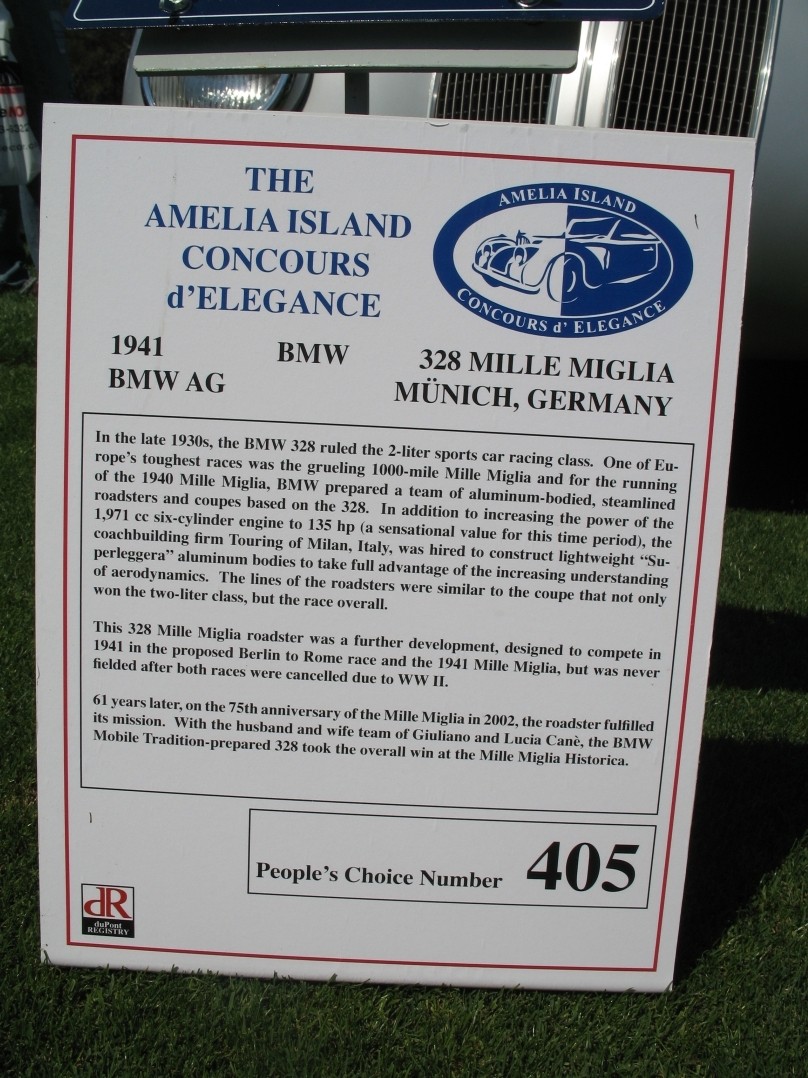 THE
AMELIA ISLAND
CONCOURS
d'ELEGANCE
AMELIA ISLAND
CONCOURS d' ELEGANCE
1941 BMW 328 MILLE MIGLIA
BMW AG MÜNICH, GERMANY
In the late 1930s, the BMW 328 ruled the 2-liter sports car racing class. One of Eu-
rope's toughest races was the grueling 1000-mile Mille Miglia and for the running
of the 1940 Mille Miglia, BMW prepared a team of aluminum-bodied, steamlined
roadsters and coupes based on the 328. In addition to increasing the power of the
1,971 cc six-cylinder engine to 135 hp (a sensational value for this time period), the
coachbuilding firm Touring of Milan, Italy, was hired to construct lightweight “Su-
perleggera” aluminum bodies to take full advantage of the increasing understanding
of aerodynamics. The lines of the roadsters were similar to the coupe that not only
won the two-liter class, but the race overall.
This 328 Mille Miglia roadster was a further development, designed to compete in
1941 in the proposed Berlin to Rome race and the 1941 Mille Miglia, but was never
fielded after both races were cancelled due to WW II.
61 years later, on the 75th anniversary of the Mille Miglia in 2002, the roadster fulfilled
its mission. With the husband and wife team of Giuliano and Lucia Canè, the BMW
Mobile Tradition-prepared 328 took the overall win at the Mille Miglia Historica.
People's Choice Number 405
dR
duPont
REGISTRY